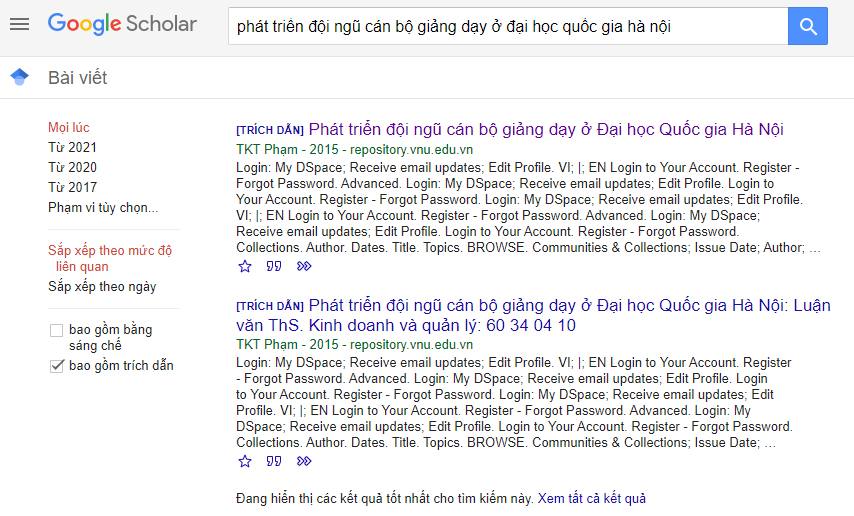 Google Scholar
phát triên đội ngũ cán bộ giảng dạy ở đại học quốc gia hà nội
Bài viết
Mọi lúc
Từ 2021
Từ 2020
Từ 2017
Phạm vi tùy chọn...
Sắp xếp theo mức độ
liên quan
Sắp xếp theo ngày
bao gồm bằng
sáng chế
bao gồm trích dẫn
[TRÍCH DẪN] Phát triển đội ngũ cán bộ giảng dạy ở Đại học Quốc gia Hà Nội
TKT Phạm - 2015 - repository.vnu.edu.vn
Login: My DSpace; Receive email updates; Edit Profile. VI; |; EN Login to Your Account. Register -
Forgot Password. Advanced. Login: My DSpace; Receive email updates; Edit Profile. Login to
Your Account. Register - Forgot Password. Login: My DSpace; Receive email updates; Edit Profile.
VI; |; EN Login to Your Account. Register - Forgot Password. Advanced. Login: My DSpace;
Receive email updates; Edit Profile. Login to Your Account. Register - Forgot Password.
Collections. Author. Dates. Title. Topics. BROWSE. Communities & Collections; Issue Date; Author; …
[TRÍCH DẪN] Phát triển đội ngũ cán bộ giảng dạy ở Đại học Quốc gia Hà Nội: Luận
văn ThS. Kinh doanh và quản lý: 60 34 04 10
TKT Phạm - 2015 - repository.vnu.edu.vn
Login: My DSpace; Receive email updates; Edit Profile. VI; |; EN Login to Your Account. Register
- Forgot Password. Advanced. Login: My DSpace; Receive email updates; Edit Profile. Login
to Your Account. Register - Forgot Password. Login: My DSpace; Receive email updates; Edit
Profile. VI; |; EN Login to Your Account. Register - Forgot Password. Advanced. Login: My
DSpace; Receive email updates; Edit Profile. Login to Your Account. Register - Forgot Password.
Collections. Author. Dates. Title. Topics. BROWSE. Communities & Collections; Issue Date; …
Đang hiển thị các kết quả tốt nhất cho tìm kiếm này. Xem tất cả kết quả